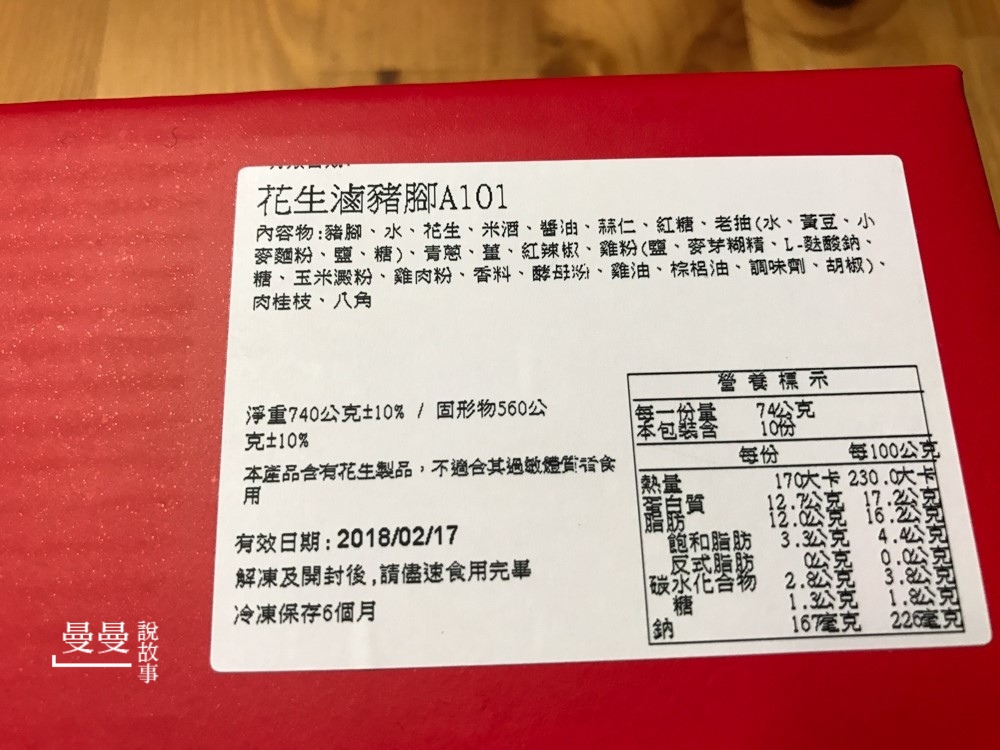 花生滷豬腳A101
內容物:豬腳、水、花生、米酒、醬油、蒜仁、紅糖、老抽(水、黃豆、小
麥麵粉、鹽、糖)、青蔥、薑、紅辣椒、雞粉(鹽、麥芽糊精、L-麩酸鈉、
糖、玉米澱粉、雞肉粉、香料、酵母粉、雞油、棕梠油、調味劑、胡椒)、
肉桂枝、八角
淨重740公克±10% / 固形物560公
克±10%
本產品含有花生製品，不適合其過敏體質者食
用
有效日期:2018/02/17
解凍及開封後,請儘速食用完畢
冷凍保存6個月
營養標示
每一份量 74公克
本包裝含 10份
每份 每100公克
熱量 170大卡 230.0大卡
蛋白質 12.7公克 17.2公克
脂肪 12.0公克 16.2公克
飽和脂肪 3.3公克 4.4公克
反式脂肪 0公克 0.0公克
碳水化合物 2.8公克 3.8公克
糖 1.3公克 1.8公克
鈉 167毫克 226毫克
曼曼 說故事